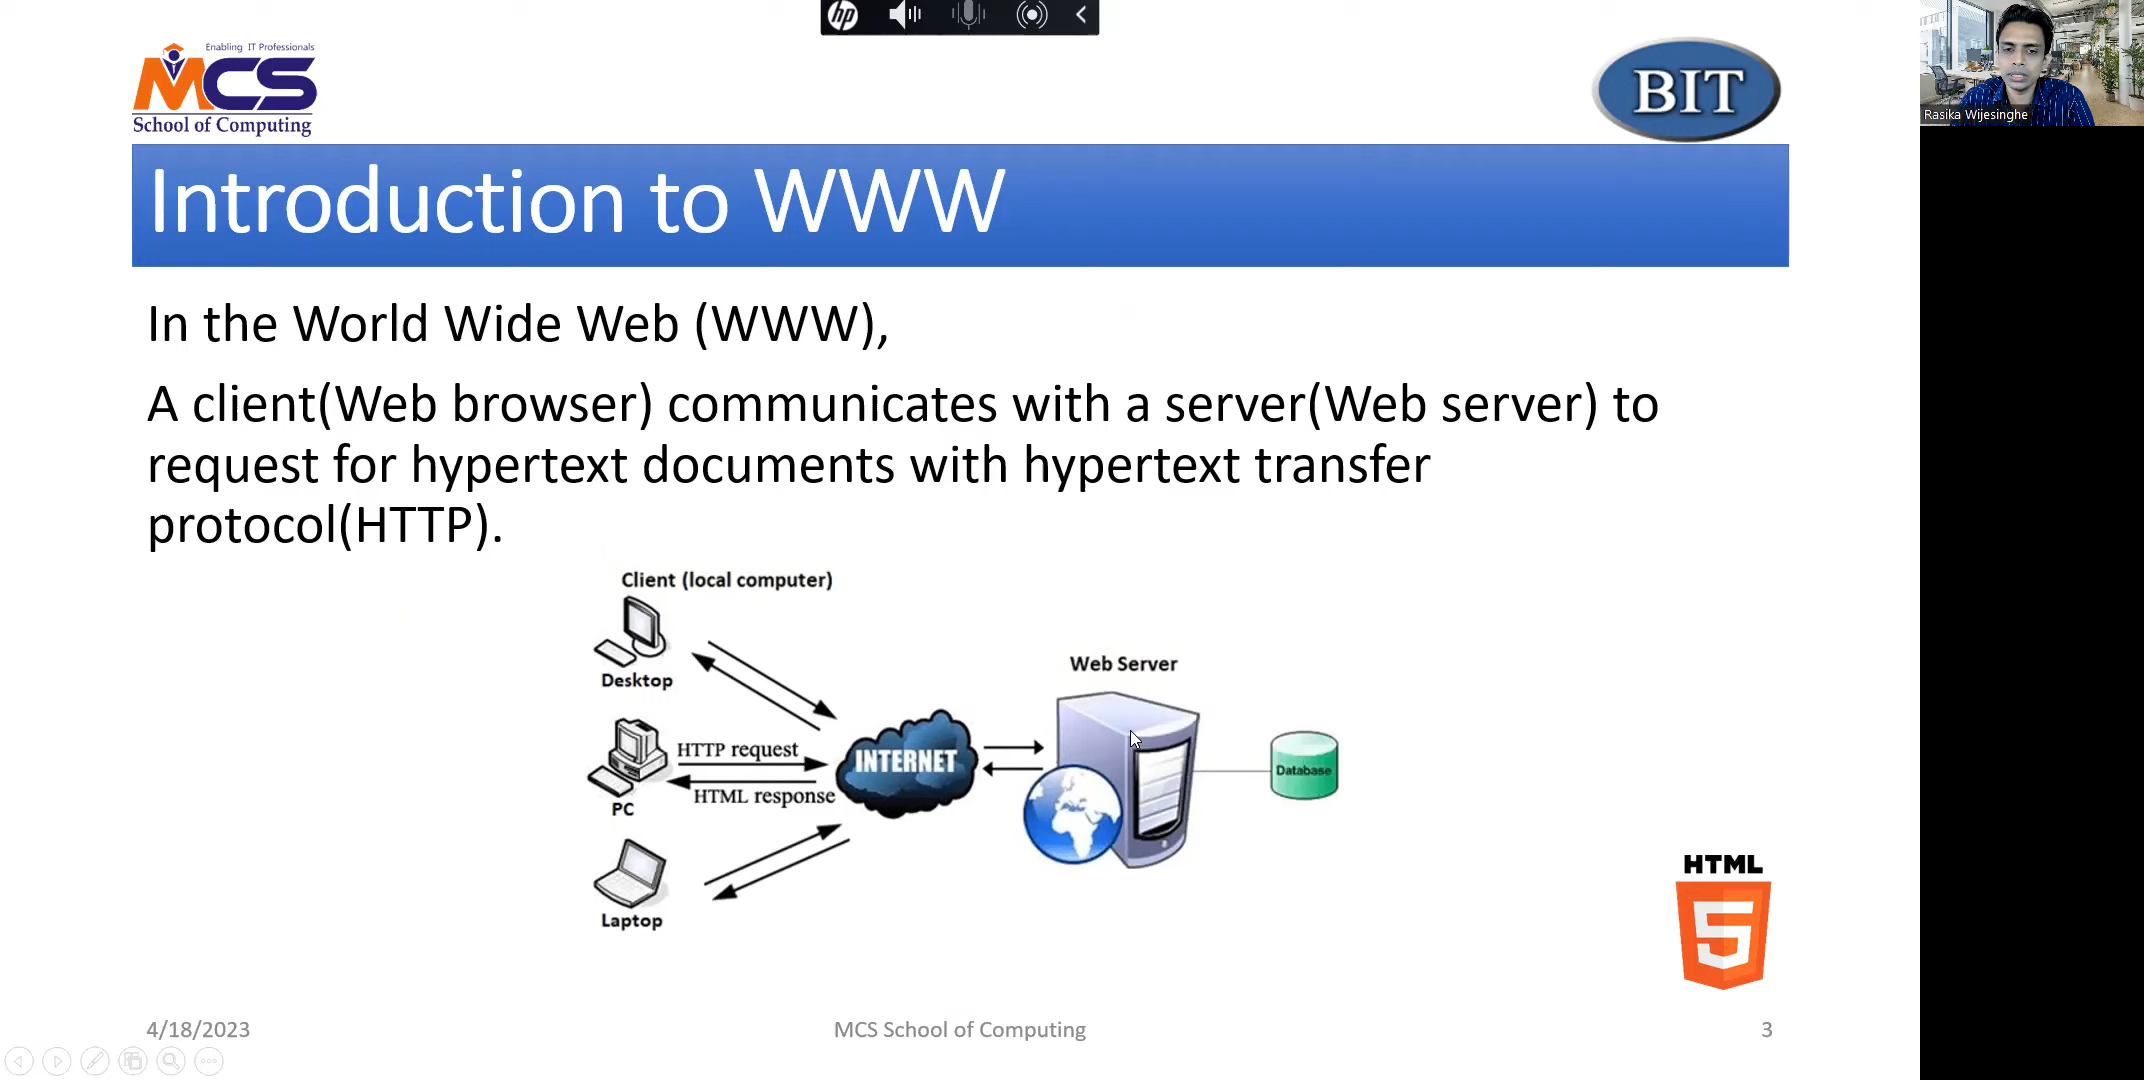 hp
Enabling IT Professionals
MCS
School of Computing
BIT
Rasika Wijesinghe
Introduction to WWW
In the World Wide Web (WWW),
A client(Web browser) communicates with a server(Web server) to
request for hypertext documents with hypertext transfer
protocol(HTTP).
Client (local computer)
Desktop
Web Server
HTTP request
INTERNET
Database
HTML response
PC
Laptop
HTML
5
4/18/2023
MCS School of Computing
3